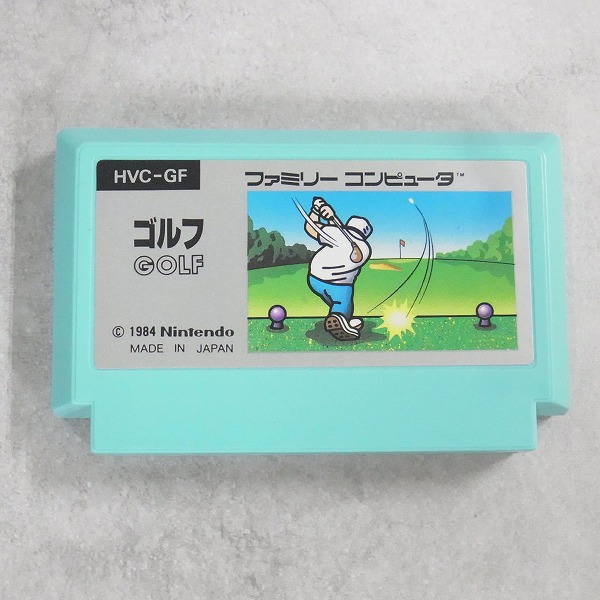 HVC-GF
ファミリー コンピュータ™
ゴルフ
GOLF
© 1984 Nintendo
MADE IN JAPAN